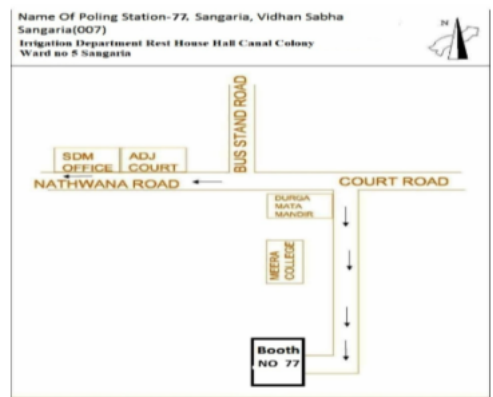 Name Of Poling Station-77, Sangaria, Vidhan Sabha
Sangaria(007)
Irrigation Department Rest House Hall Canal Colony
Ward no 5 Sangaria
N
BUS STAND ROAD
SDM
OFFICE
ADJ
COURT
NATHWANA ROAD
COURT ROAD
DURGA
MATA
MANDIR
MEERA
COLLEGE
Booth
NO 77